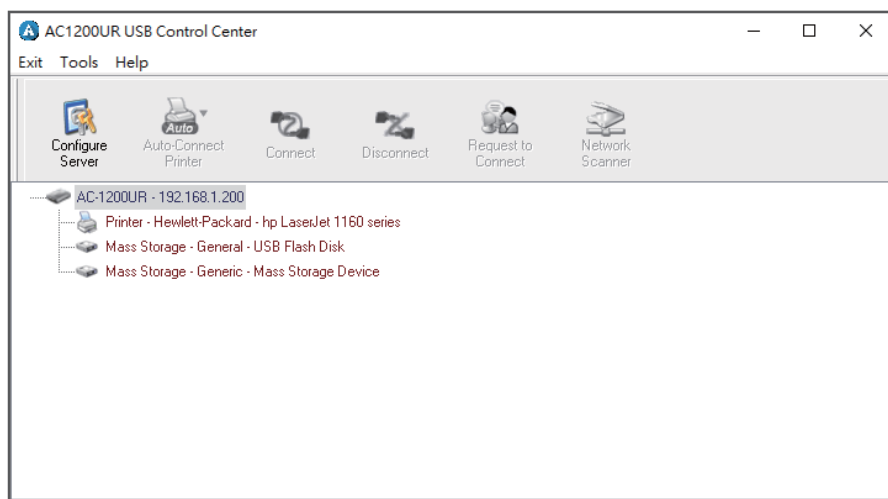 AC1200UR USB Control Center
Exit Tools Help
Configure Server
Auto
Auto-Connect Printer
Connect
Disconnect
Request to Connect
Network Scanner
AC-1200UR - 192.168.1.200
Printer - Hewlett-Packard - hp LaserJet 1160 series
Mass Storage - General - USB Flash Disk
Mass Storage - Generic - Mass Storage Device